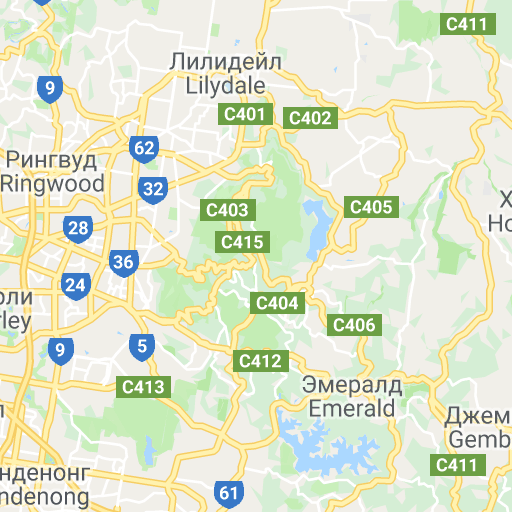 C411
Лилидейл
Lilydale
9
C401
C402
62
Рингвуд
Ringwood
32
C403
C405
28
C415
36
24
C404
C406
9
5
C412
C413
Эмералд
Emerald
C411
61